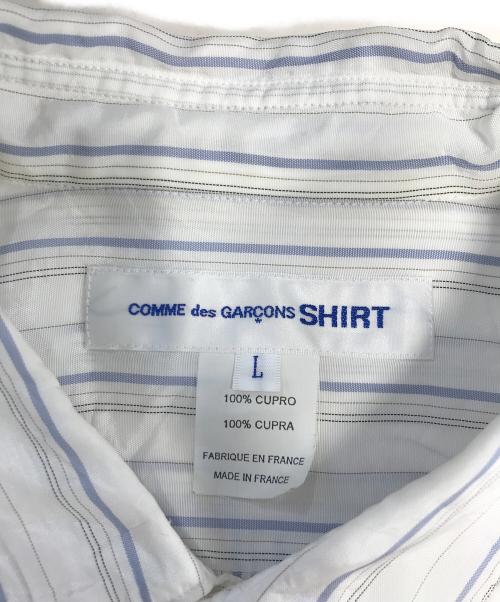 COMME des GARÇONS SHIRT
L
100% CUPRO
100% CUPRA
FABRIQUE EN FRANCE
MADE IN FRANCE